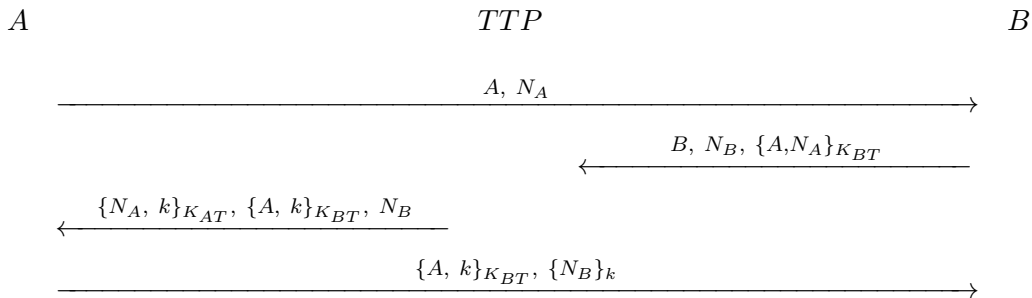 A TTP B
A, N_A
B, N_B, {A,N_A}_{K_{BT}}
{N_A, k}_{K_{AT}}, {A, k}_{K_{BT}}, N_B
{A, k}_{K_{BT}}, {N_B}_k